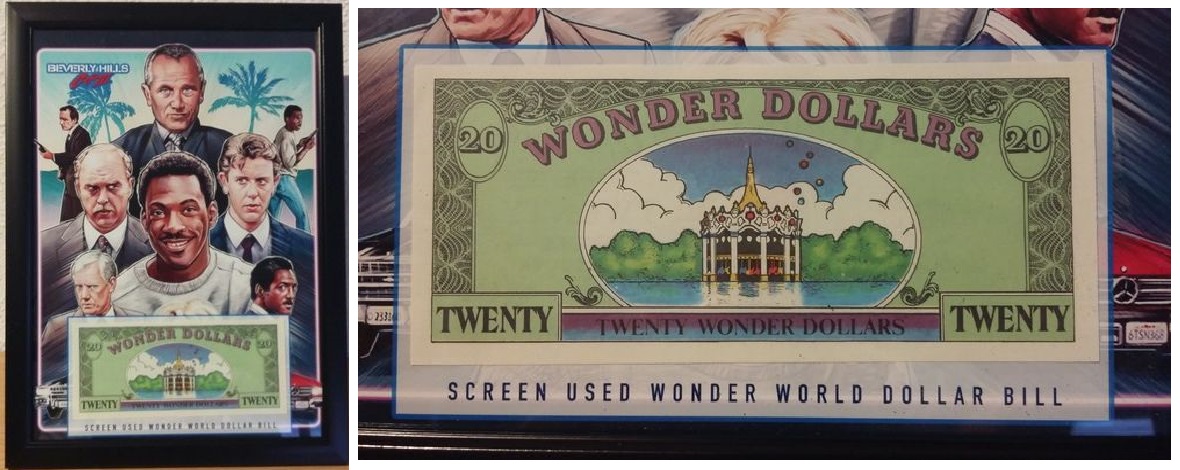 BEVERLY HILLS
COP III
20
WONDER DOLLARS
20
TWENTY
TWENTY WONDER DOLLARS
TWENTY
SCREEN USED WONDER WORLD DOLLAR BILL
20
WONDER DOLLARS
20
TWENTY
TWENTY WONDER DOLLARS
TWENTY
SCREEN USED WONDER WORLD DOLLAR BILL